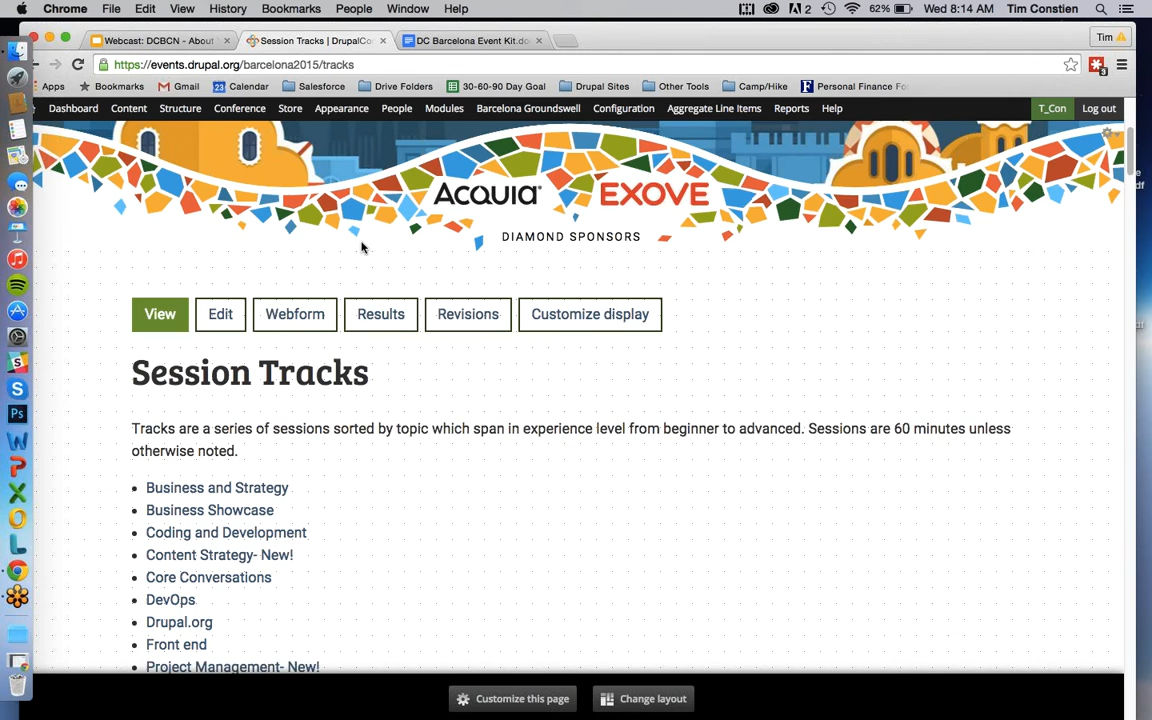 Chrome File Edit View History Bookmarks People Window Help 2 62% Wed 8:14 AM Tim Constien
Webcast: DCBCN - About Session Tracks | DrupalCo DC Barcelona Event Kit.do Tim
https://events.drupal.org/barcelona2015/tracks 3
Apps Bookmarks Gmail 23 Calendar Salesforce Drive Folders 30-60-90 Day Goal Drupal Sites Other Tools Camp/Hike Personal Finance Fo
Dashboard Content Structure Conference Store Appearance People Modules Barcelona Groundswell Configuration Aggregate Line Items Reports Help T_Con Log out
ACQUIA EXOVE
DIAMOND SPONSORS
View Edit Webform Results Revisions Customize display
Session Tracks
Tracks are a series of sessions sorted by topic which span in experience level from beginner to advanced. Sessions are 60 minutes unless
otherwise noted.
Business and Strategy
Business Showcase
Coding and Development
Content Strategy- New!
Core Conversations
DevOps
Drupal.org
Front end
Project Management- New!
Customize this page Change layout